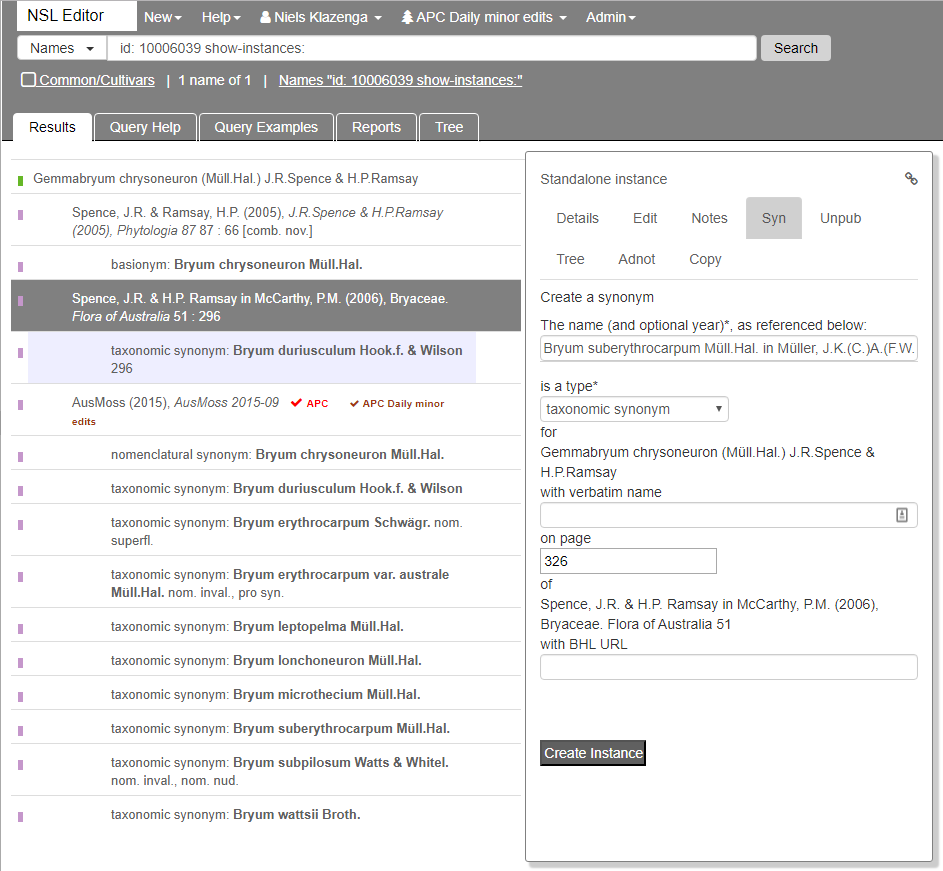 NSL Editor New Help Niels Klazenga APC Daily minor edits Admin
Names id: 10006039 show-instances: Search
Common/Cultivars | 1 name of 1 | Names "id: 10006039 show-instances:"
Results Query Help Query Examples Reports Tree
Gemmabryum chrysoneuron (Müll.Hal.) J.R.Spence & H.P.Ramsay
Spence, J.R. & Ramsay, H.P. (2005), J.R.Spence & H.P.Ramsay
(2005), Phytologia 87 87 : 66 [comb. nov.]
basionym: Bryum chrysoneuron Müll.Hal.
Spence, J.R. & H.P. Ramsay in McCarthy, P.M. (2006), Bryaceae.
Flora of Australia 51 : 296
taxonomic synonym: Bryum duriusculum Hook.f. & Wilson
296
AusMoss (2015), AusMoss 2015-09 APC APC Daily minor
edits
nomenclatural synonym: Bryum chrysoneuron Müll.Hal.
taxonomic synonym: Bryum duriusculum Hook.f. & Wilson
taxonomic synonym: Bryum erythrocarpum Schwägr. nom.
superfl.
taxonomic synonym: Bryum erythrocarpum var. australe
Müll.Hal. nom. inval., pro syn.
taxonomic synonym: Bryum leptopelma Müll.Hal.
taxonomic synonym: Bryum lonchoneuron Müll.Hal.
taxonomic synonym: Bryum microthecium Müll.Hal.
taxonomic synonym: Bryum suberythrocarpum Müll.Hal.
taxonomic synonym: Bryum subpilosum Watts & Whitel.
nom. inval., nom. nud.
taxonomic synonym: Bryum wattsii Broth.
Standalone instance
Details Edit Notes Syn Unpub
Tree Adnot Copy
Create a synonym
The name (and optional year)*, as referenced below:
Bryum suberythrocarpum Müll.Hal. in Müller, J.K.(C.)A.(F.W.
is a type*
taxonomic synonym
for
Gemmabryum chrysoneuron (Müll.Hal.) J.R.Spence &
H.P.Ramsay
with verbatim name
on page
326
of
Spence, J.R. & H.P. Ramsay in McCarthy, P.M. (2006),
Bryaceae. Flora of Australia 51
with BHL URL
Create Instance